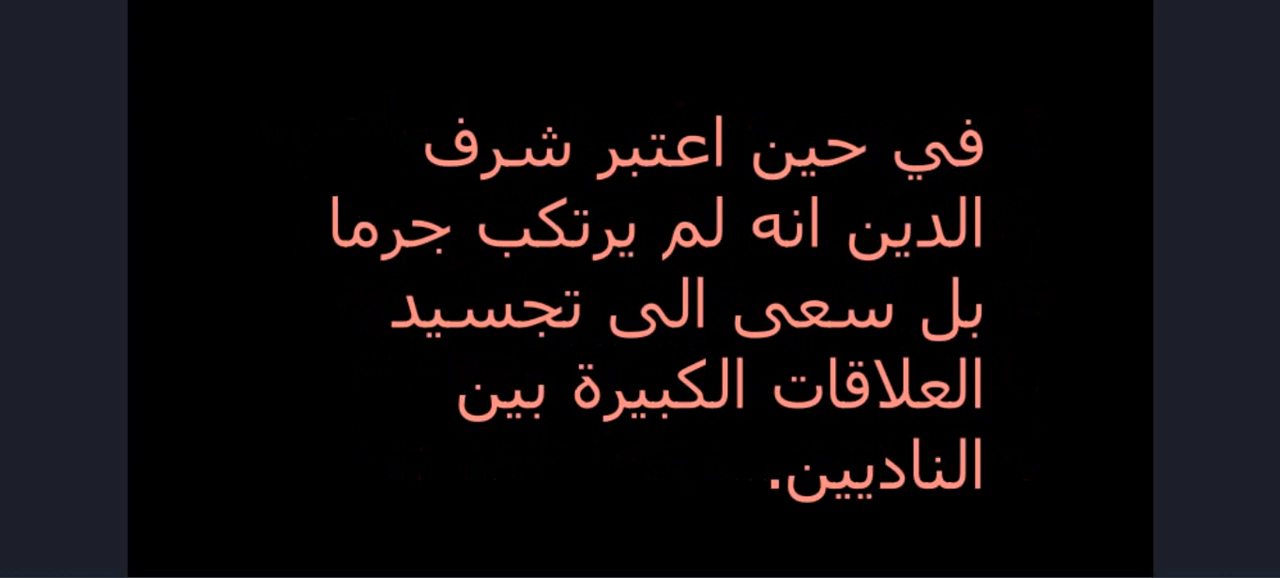 في حين اعتبر شرف
الدين انه لم يرتكب جرما
بل سعى الى تجسيد
العلاقات الكبيرة بين
الناديين.